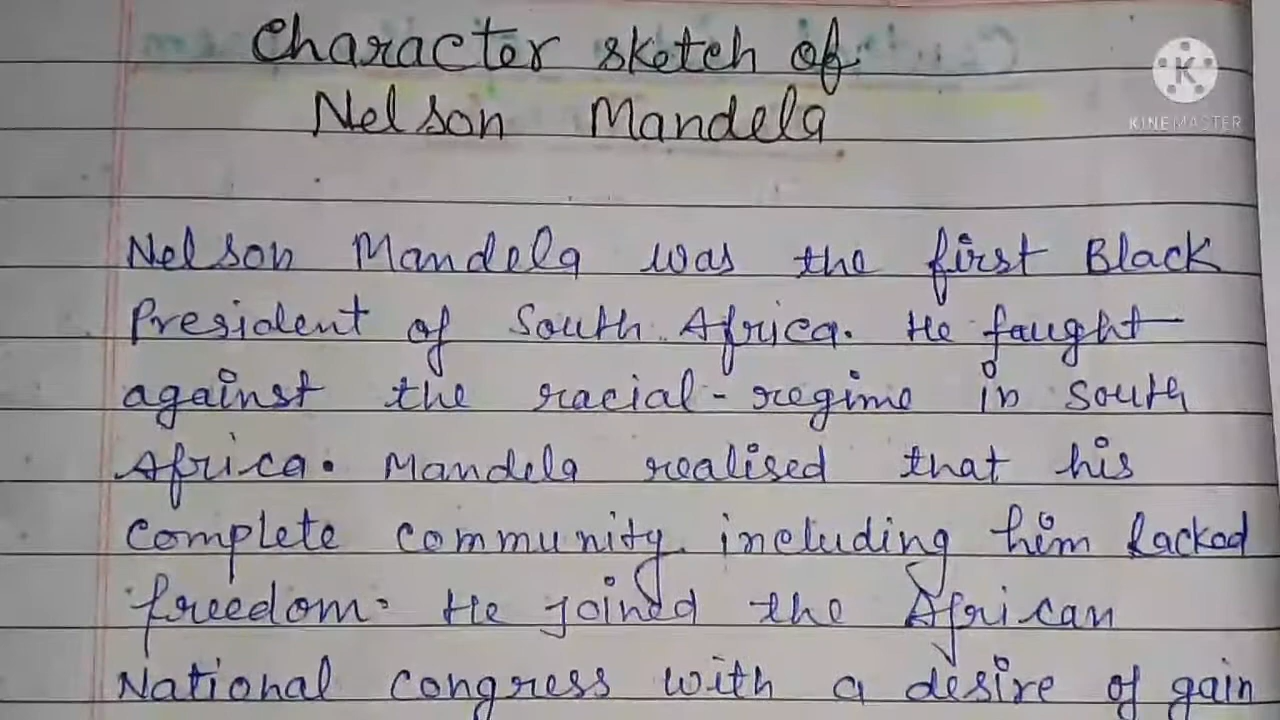 Character sketch of
Nelson Mandela
KINEMASTER
Nelson Mandela was the first Black
President of South Africa. He faught
against the racial-regime in South
Africa. Mandela realised that his
complete community including him lacked
freedom. He joined the African
National congress with a desire of gain